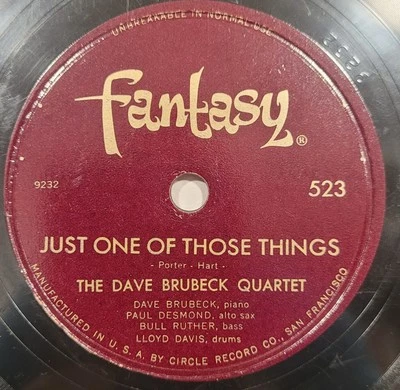 UNBREAKABLE IN NORMAL USE
fantasy®
9232
523
JUST ONE OF THOSE THINGS
- Porter - Hart -
THE DAVE BRUBECK QUARTET
DAVE BRUBECK, piano
PAUL DESMOND, alto sax
BULL RUTHER, bass
LLOYD DAVIS, drums
MANUFACTURED IN U. S. A. BY CIRCLE RECORD CO., SAN FRANCISCO